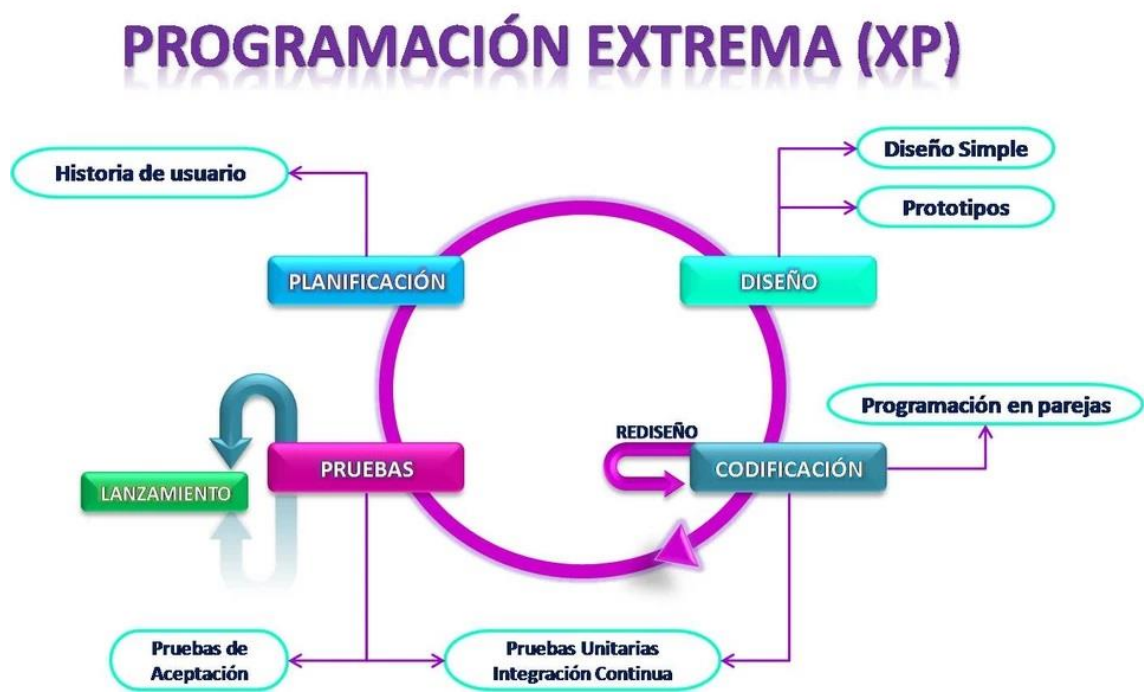 PROGRAMACIÓN EXTREMA (XP)
Historia de usuario
Diseño Simple
Prototipos
PLANIFICACIÓN
DISEÑO
Programación en parejas
REDISEÑO
PRUEBAS
CODIFICACIÓN
LANZAMIENTO
Pruebas de
Aceptación
Pruebas Unitarias
Integración Continua